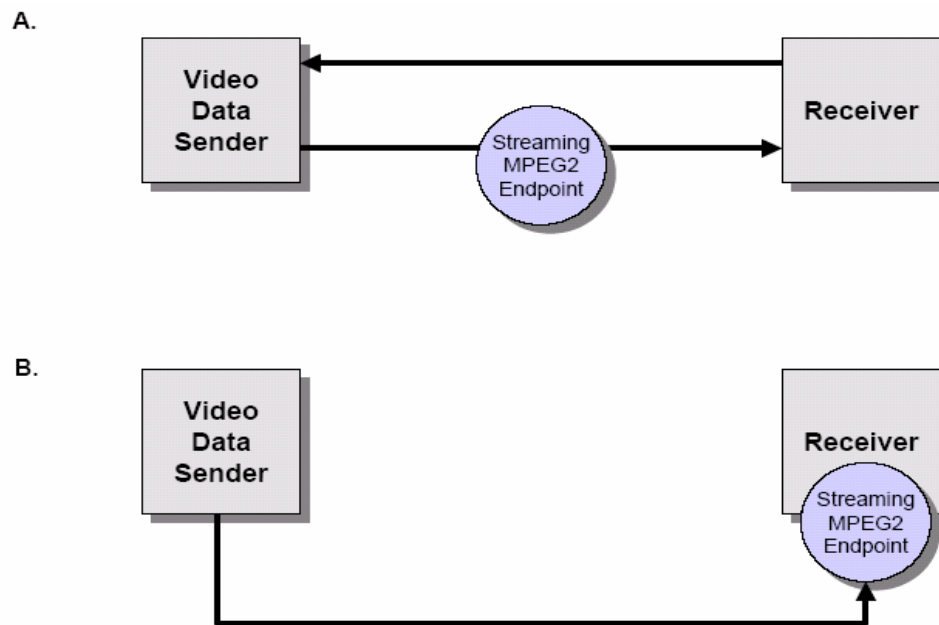 A.
Video
Data
Sender
Streaming
MPEG2
Endpoint
Receiver
B.
Video
Data
Sender
Receiver
Streaming
MPEG2
Endpoint